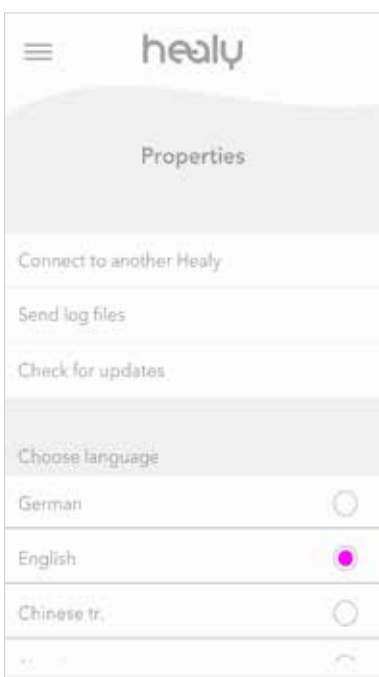 healy
Properties
Connect to another Healy
Send log files
Check for updates
Choose language
German
English
Chinese tr.